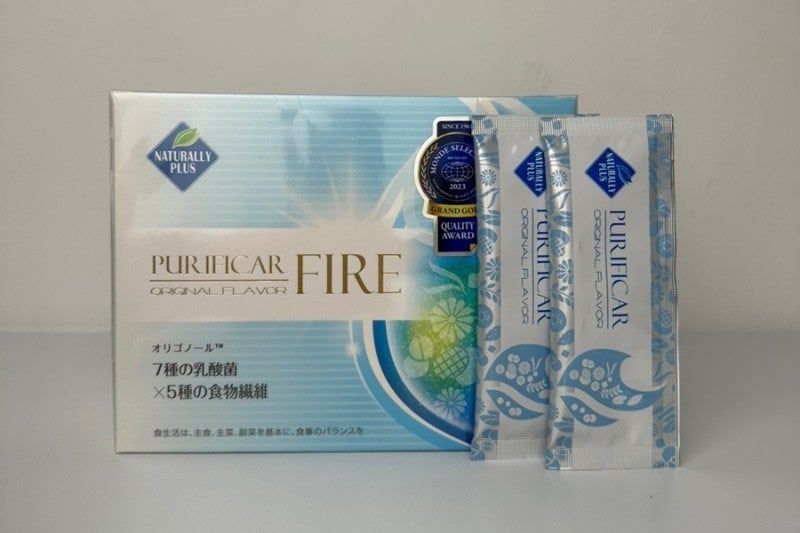 NATURALLY
PLUS
PURIFICAR FIRE
ORIGINAL FLAVOR
オリゴノール™
7種の乳酸菌
×5種の食物繊維
食生活は、主食、主菜、副菜を基本に、食事のバランスを
SINCE 196
MONDE SELEC
2023
GRAND GO
QUALITY
AWARD
NATURALLY
PLUS
PURIFICAR
ORIGINAL FLAVOR
NATURALLY
PLUS
PURIFICAR
ORIGINAL FLAVOR